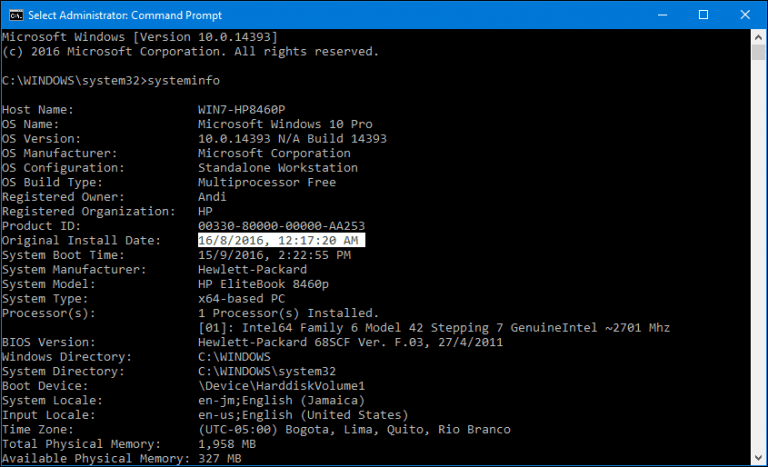 Select Administrator: Command Prompt
Microsoft Windows [Version 10.0.14393]
(c) 2016 Microsoft Corporation. All rights reserved.
C:\WINDOWS\system32>systeminfo
Host Name: WIN7-HP8460P
OS Name: Microsoft Windows 10 Pro
OS Version: 10.0.14393 N/A Build 14393
OS Manufacturer: Microsoft Corporation
OS Configuration: Standalone Workstation
OS Build Type: Multiprocessor Free
Registered Owner: Andi
Registered Organization: HP
Product ID: 00330-80000-00000-AA253
Original Install Date: 16/8/2016, 12:17:20 AM
System Boot Time: 15/9/2016, 2:22:55 PM
System Manufacturer: Hewlett-Packard
System Model: HP EliteBook 8460p
System Type: x64-based PC
Processor(s): 1 Processor(s) Installed.
[01]: Intel64 Family 6 Model 42 Stepping 7 GenuineIntel ~2701 Mhz
BIOS Version: Hewlett-Packard 68SCF Ver. F.03, 27/4/2011
Windows Directory: C:\WINDOWS
System Directory: C:\WINDOWS\system32
Boot Device: \Device\HarddiskVolume1
System Locale: en-jm;English (Jamaica)
Input Locale: en-us;English (United States)
Time Zone: (UTC-05:00) Bogota, Lima, Quito, Rio Branco
Total Physical Memory: 1,958 MB
Available Physical Memory: 327 MB